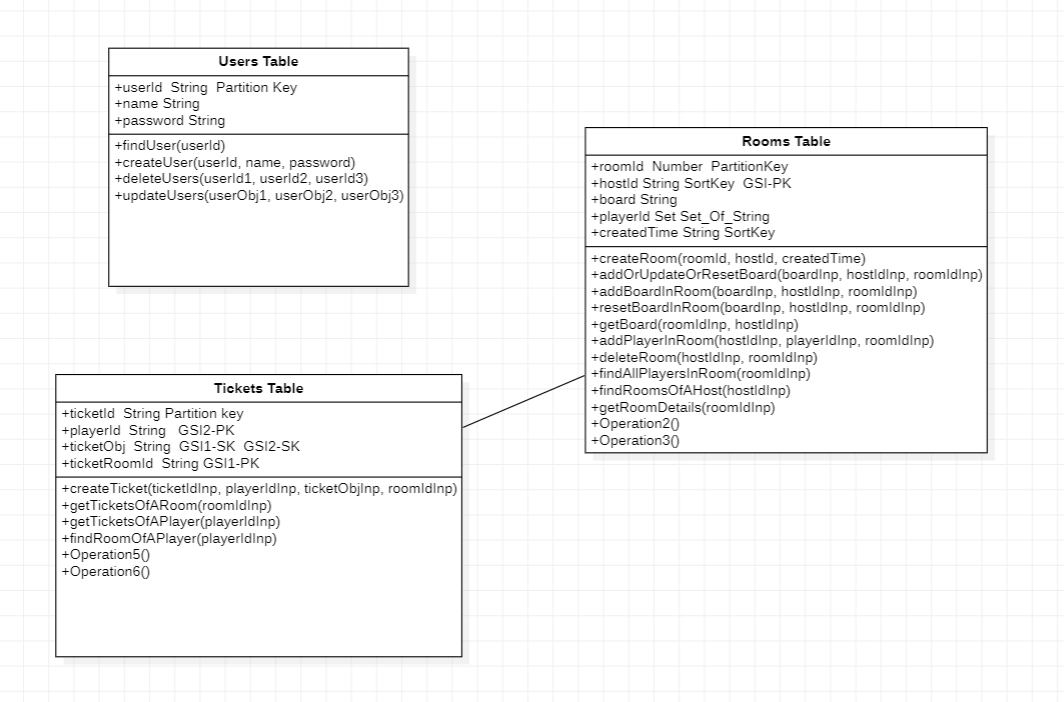 Users Table
+userId  String  Partition Key
+name String
+password String
+findUser(userId)
+createUser(userId, name, password)
+deleteUsers(userId1, userId2, userId3)
+updateUsers(userObj1, userObj2, userObj3)
Rooms Table
+roomId  Number  PartitionKey
+hostId String SortKey  GSI-PK
+board String
+playerId Set Set_Of_String
+createdTime String SortKey
+createRoom(roomId, hostId, createdTime)
+addOrUpdateOrResetBoard(boardInp, hostIdInp, roomIdInp)
+addBoardInRoom(boardInp, hostIdInp, roomIdInp)
+resetBoardInRoom(boardInp, hostIdInp, roomIdInp)
+getBoard(roomIdInp, hostIdInp)
+addPlayerInRoom(hostIdInp, playerIdInp, roomIdInp)
+deleteRoom(hostIdInp, roomIdInp)
+findAllPlayersInRoom(roomIdInp)
+findRoomsOfAHost(hostIdInp)
+getRoomDetails(roomIdInp)
+Operation2()
+Operation3()
Tickets Table
+ticketId  String Partition key
+playerId String   GSI2-PK
+ticketObj  String  GSI1-SK  GSI2-SK
+ticketRoomId  String GSI1-PK
+createTicket(ticketIdInp, playerIdInp, ticketObjInp, roomIdInp)
+getTicketsOfARoom(roomIdInp)
+getTicketsOfAPlayer(playerIdInp)
+findRoomOfAPlayer(playerIdInp)
+Operation5()
+Operation6()